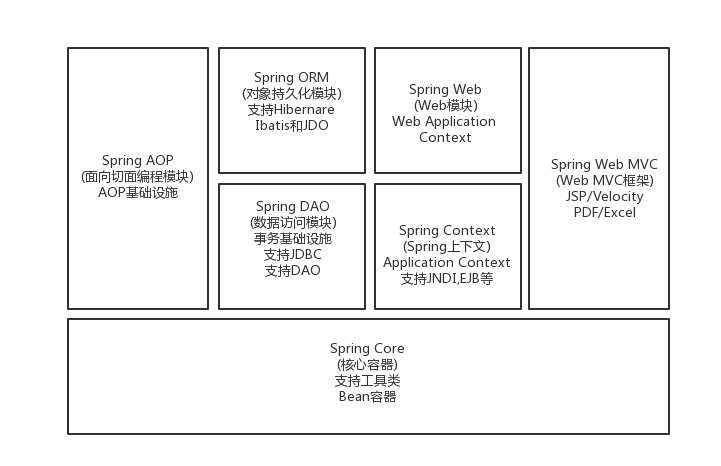 Spring AOP
(面向切面编程模块)
AOP基础设施
Spring ORM
(对象持久化模块)
支持Hibernare
Ibatis和JDO
Spring DAO
(数据访问模块)
事务基础设施
支持JDBC
支持DAO
Spring Web
(Web模块)
Web Application
Context
Spring Context
(Spring上下文)
Application Context
支持JNDI,EJB等
Spring Web MVC
(Web MVC框架)
JSP/Velocity
PDF/Excel
Spring Core
(核心容器)
支持工具类
Bean容器